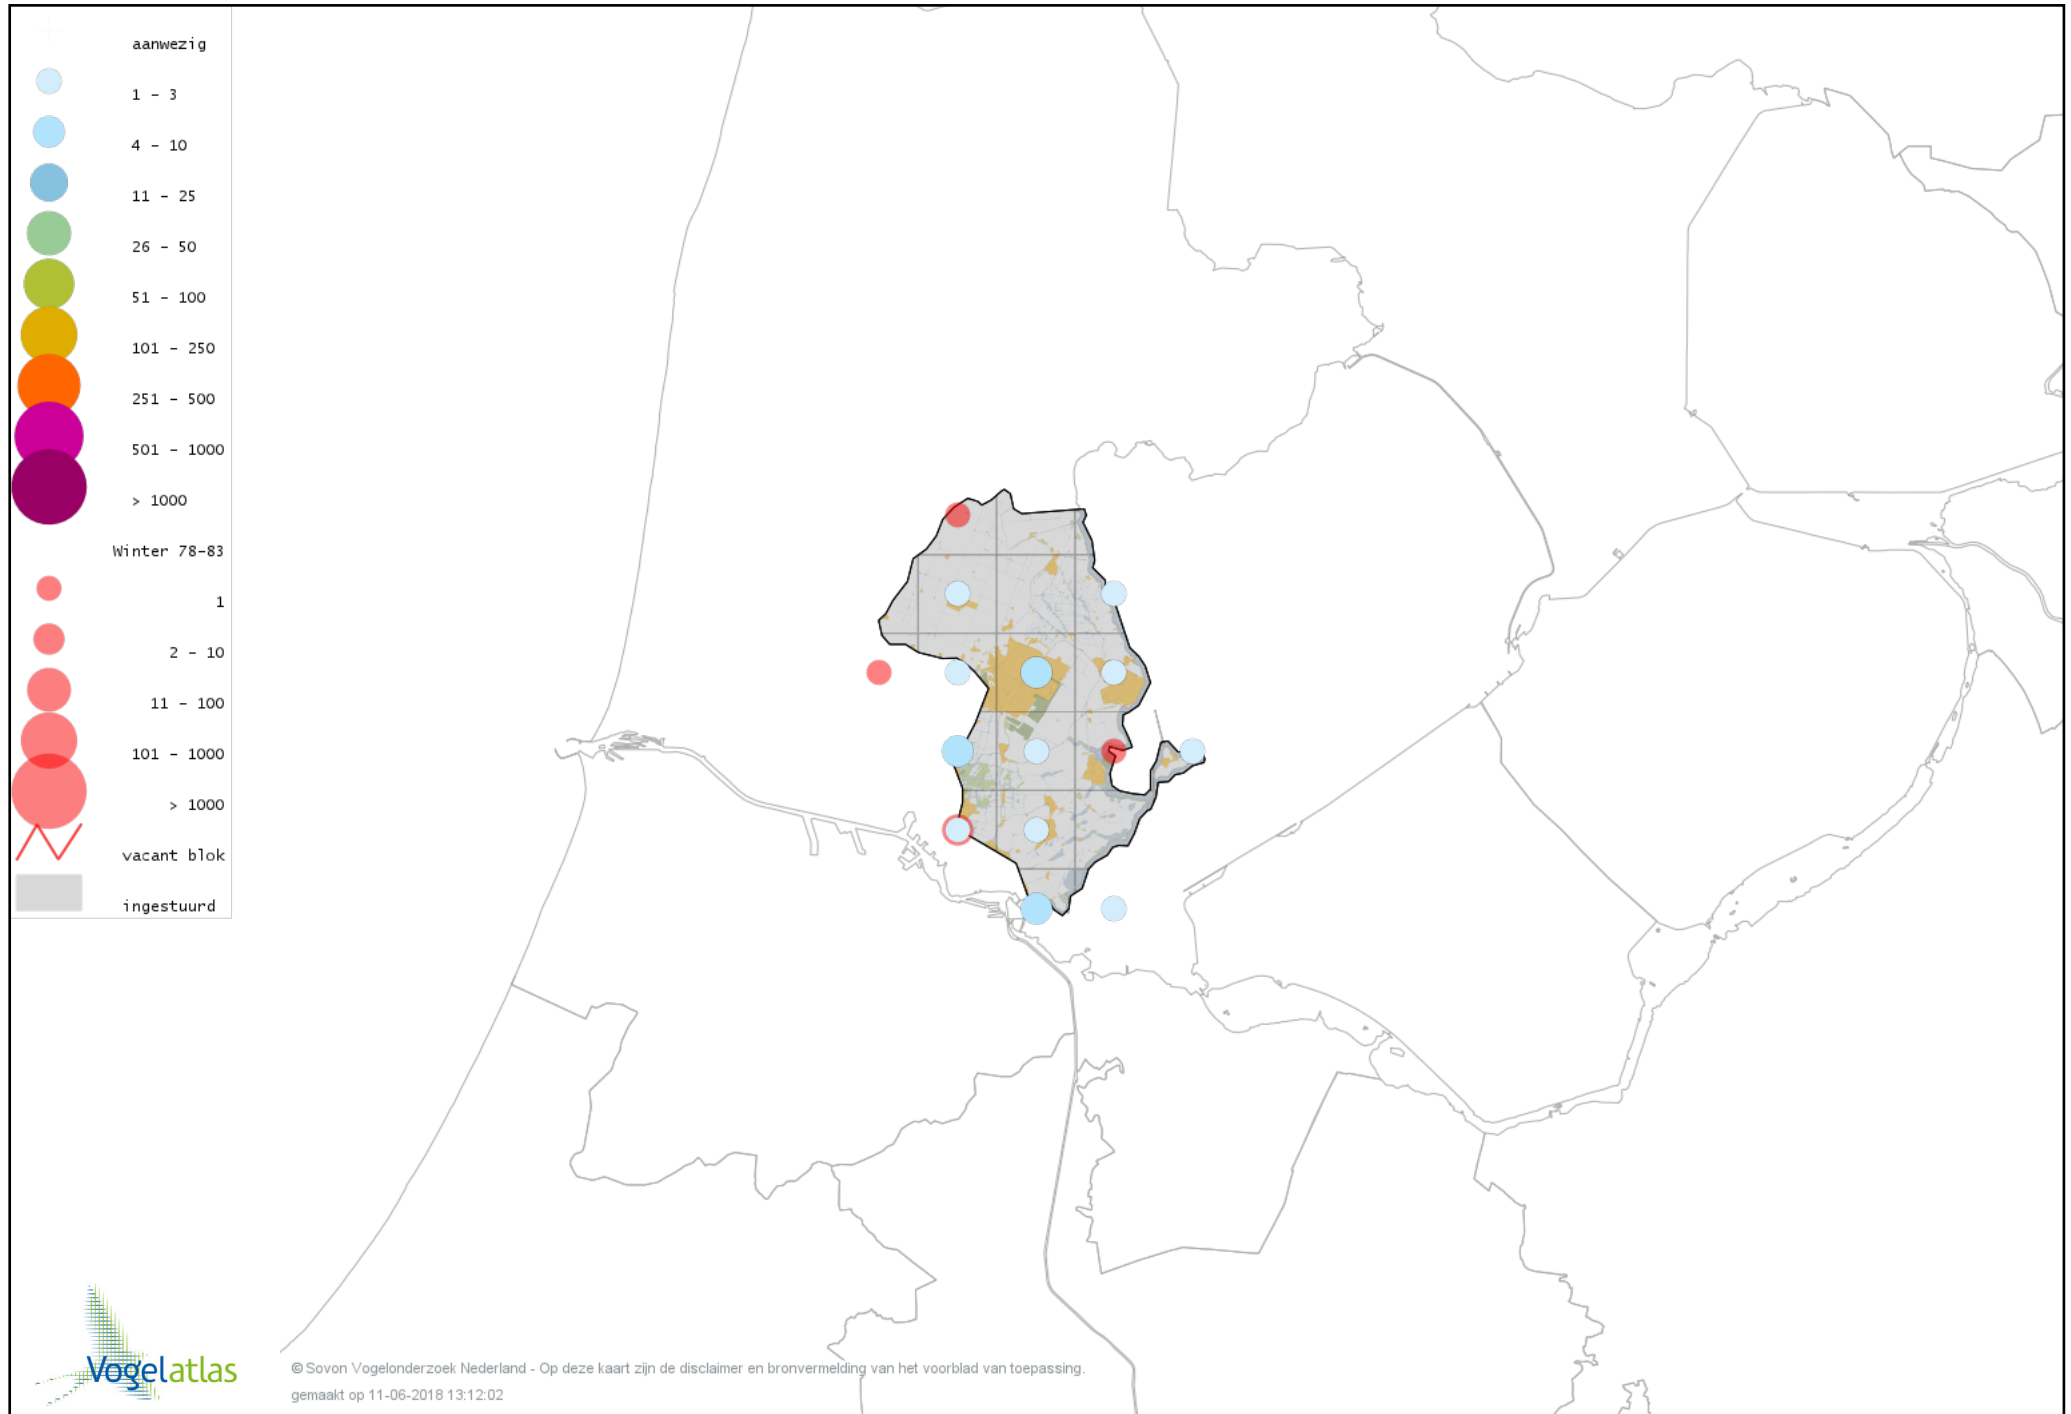 aanwezig
1 – 3
4 – 10
11 – 25
26 – 50
51 – 100
101 – 250
251 – 500
501 – 1000
> 1000
Winter 78-83
1
2 – 10
11 – 100
101 – 1000
> 1000
vacant blok
ingestuurd
Vogelatlas
© Sovon Vogelonderzoek Nederland - Op deze kaart zijn de disclaimer en bronvermelding van het voorblad van toepassing.
gemaakt op 11-06-2018 13:12:02